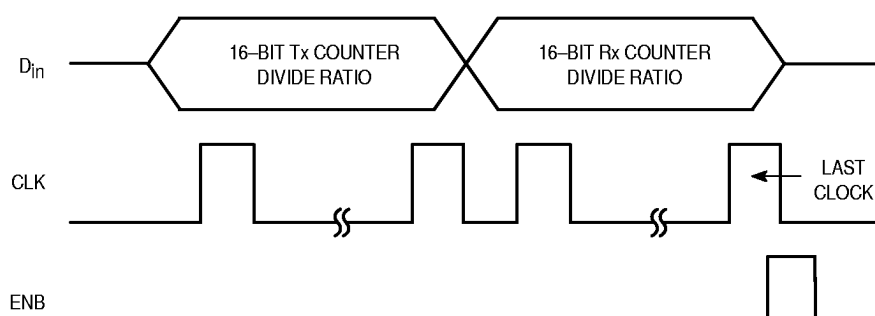 16–BIT Tx COUNTER
DIVIDE RATIO
16–BIT Rx COUNTER
DIVIDE RATIO
Din
CLK
LAST
CLOCK
ENB